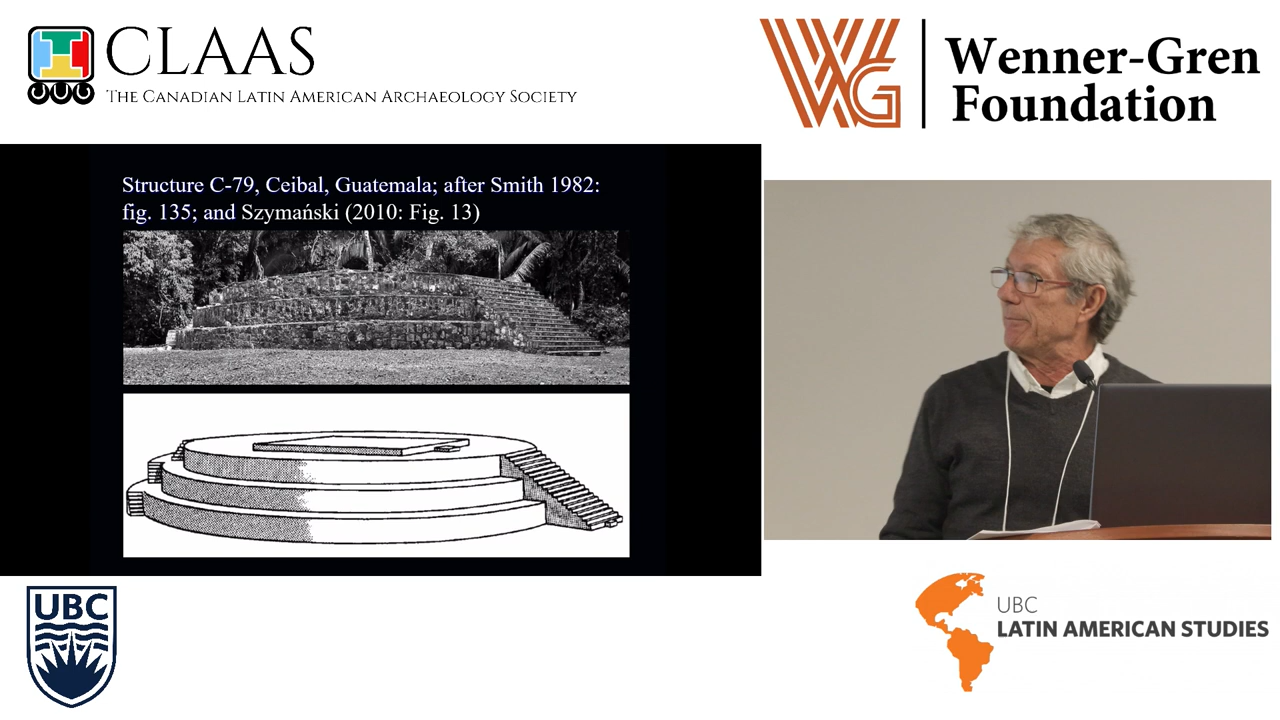 CLAAS
THE CANADIAN LATIN AMERICAN ARCHAEOLOGY SOCIETY
WG
Wenner-Gren
Foundation
Structure C-79, Ceibal, Guatemala; after Smith 1982:
fig. 135; and Szymański (2010: Fig. 13)
UBC
UBC
LATIN AMERICAN STUDIES